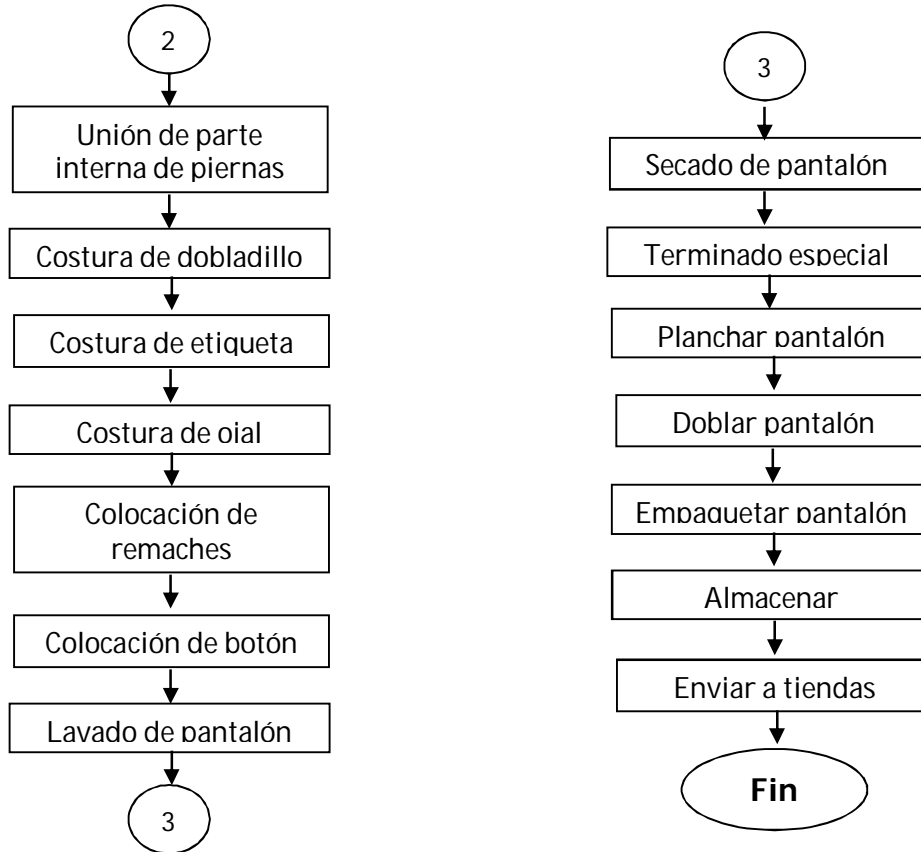 2
Unión de parte
interna de piernas
Costura de dobladillo
Costura de etiqueta
Costura de ojal
Colocación de
remaches
Colocación de botón
Lavado de pantalón
3
3
Secado de pantalón
Terminado especial
Planchar pantalón
Doblar pantalón
Empaquetar pantalón
Almacenar
Enviar a tiendas
Fin